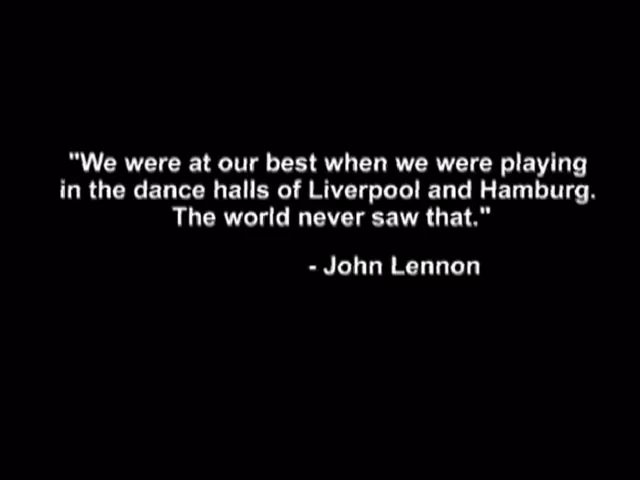 "We were at our best when we were playing
in the dance halls of Liverpool and Hamburg.
The world never saw that."
- John Lennon